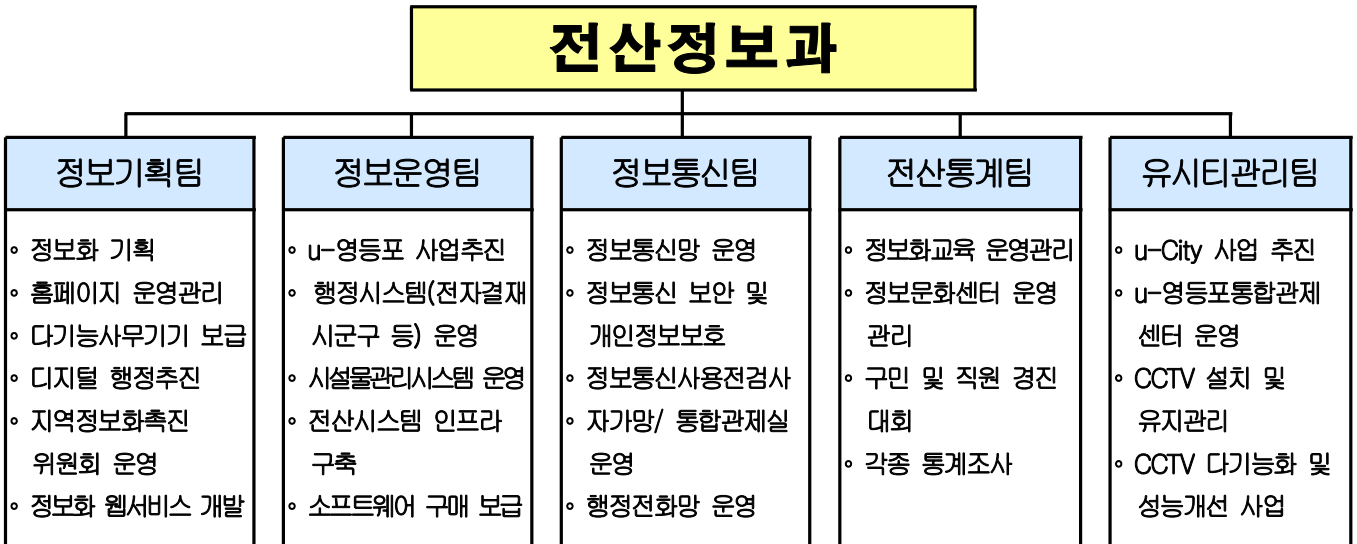 전산정보과
정보기획팀
◦ 정보화 기획
◦ 홈페이지 운영관리
◦ 다기능사무기기 보급
◦ 디지털 행정추진
◦ 지역정보화촉진
위원회 운영
◦ 정보화 웹서비스 개발
정보운영팀
◦ u-영등포 사업추진
◦ 행정시스템(전자결재
시군구 등) 운영
◦ 시설물관리시스템 운영
◦ 전산시스템 인프라
구축
◦ 소프트웨어 구매 보급
정보통신팀
◦ 정보통신망 운영
◦ 정보통신 보안 및
개인정보보호
◦ 정보통신사용전검사
◦ 자가망/ 통합관제실
운영
◦ 행정전화망 운영
전산통계팀
◦ 정보화교육 운영관리
◦ 정보문화센터 운영
관리
◦ 구민 및 직원 경진
대회
◦ 각종 통계조사
유시티관리팀
◦ u-City 사업 추진
◦ u-영등포통합관제
센터 운영
◦ CCTV 설치 및
유지관리
◦ CCTV 다기능화 및
성능개선 사업